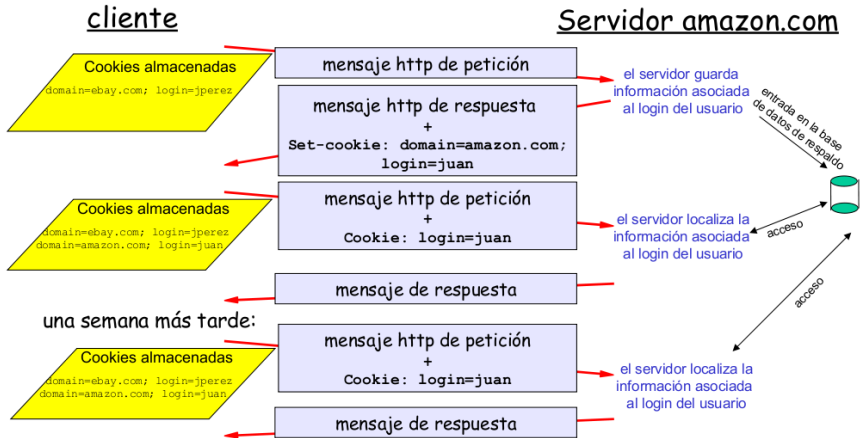 cliente
Servidor amazon.com
Cookies almacenadas
domain=ebay.com; login=jperez
mensaje http de petición
el servidor guarda
información asociada
al login del usuario
entrada en la base
de datos de respaldo
mensaje http de respuesta
+
Set-cookie: domain=amazon.com;
login=juan
Cookies almacenadas
domain=ebay.com; login=jperez
domain=amazon.com; login=juan
mensaje http de petición
+
Cookie: login=juan
el servidor localiza la
información asociada
al login del usuario
acceso
mensaje de respuesta
acceso
una semana más tarde:
Cookies almacenadas
domain=ebay.com; login=jperez
domain=amazon.com; login=juan
mensaje http de petición
+
Cookie: login=juan
el servidor localiza la
información asociada
al login del usuario
mensaje de respuesta